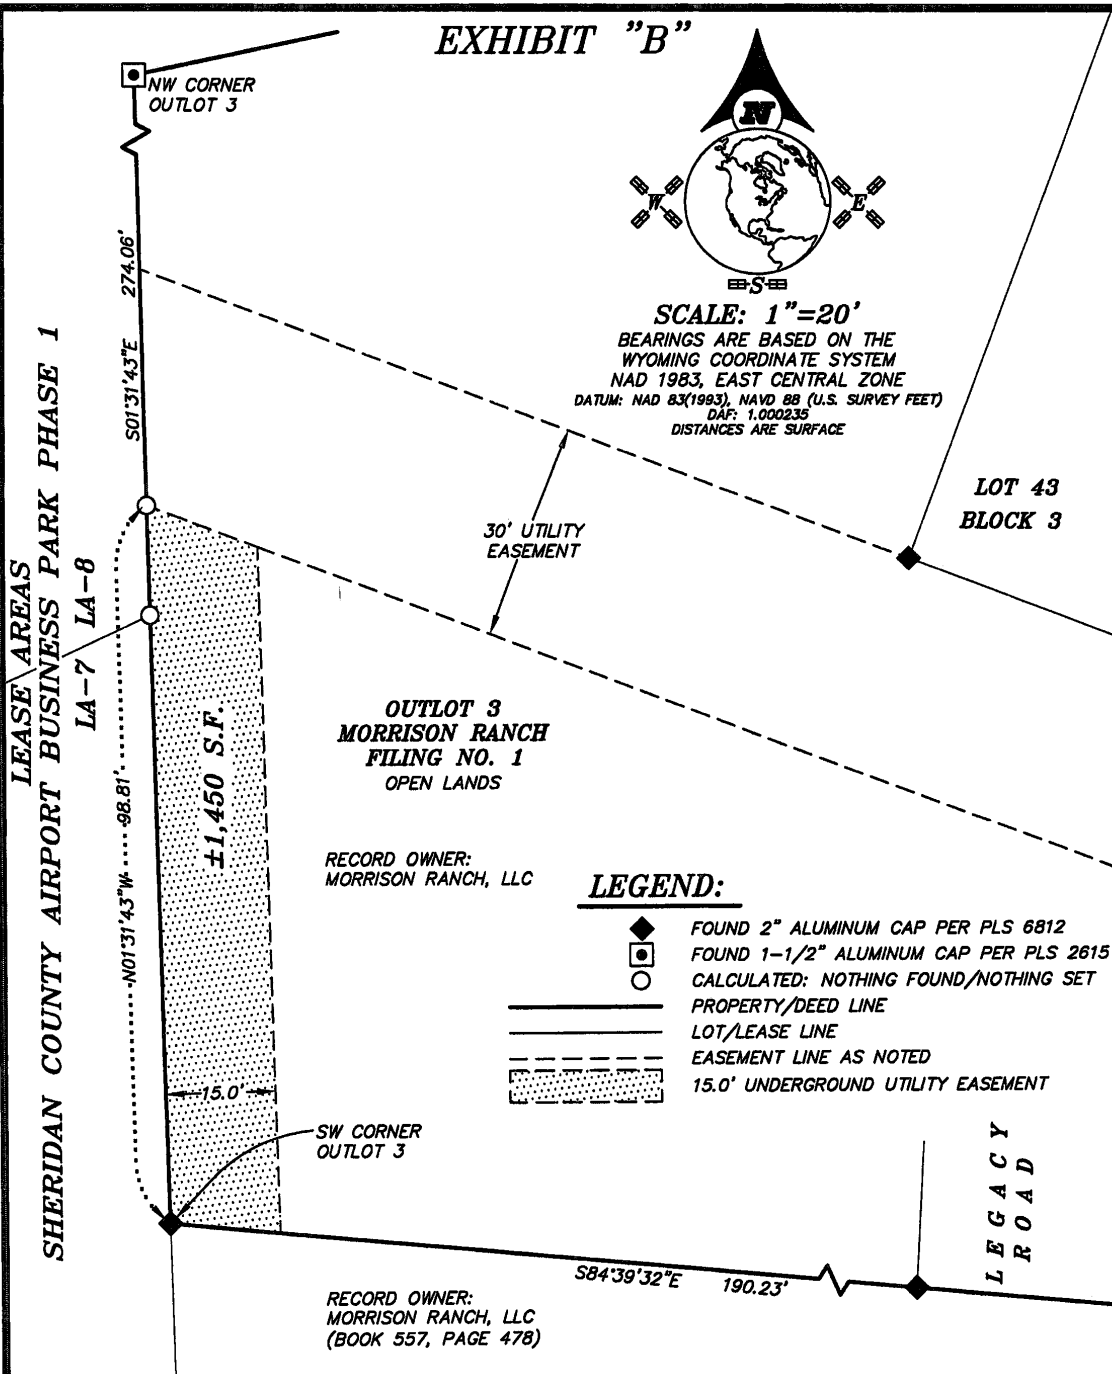 EXHIBIT "B"
NW CORNER
OUTLOT 3
N
W
E
S
SCALE: 1"=20'
BEARINGS ARE BASED ON THE
WYOMING COORDINATE SYSTEM
NAD 1983, EAST CENTRAL ZONE
DATUM: NAD 83(1993), NAVD 88 (U.S. SURVEY FEET)
DAF: 1.000235
DISTANCES ARE SURFACE
S01°31'43"E 274.06'
LOT 43
BLOCK 3
30' UTILITY
EASEMENT
LEASE AREAS
SHERIDAN COUNTY AIRPORT BUSINESS PARK PHASE 1
LA-7 LA-8
N01°31'43"W 98.81'
±1,450 S.F.
OUTLOT 3
MORRISON RANCH
FILING NO. 1
OPEN LANDS
RECORD OWNER:
MORRISON RANCH, LLC
LEGEND:
FOUND 2" ALUMINUM CAP PER PLS 6812
FOUND 1-1/2" ALUMINUM CAP PER PLS 2615
CALCULATED: NOTHING FOUND/NOTHING SET
PROPERTY/DEED LINE
LOT/LEASE LINE
EASEMENT LINE AS NOTED
15.0' UNDERGROUND UTILITY EASEMENT
15.0'
SW CORNER
OUTLOT 3
LEGACY
ROAD
S84°39'32"E 190.23'
RECORD OWNER:
MORRISON RANCH, LLC
(BOOK 557, PAGE 478)